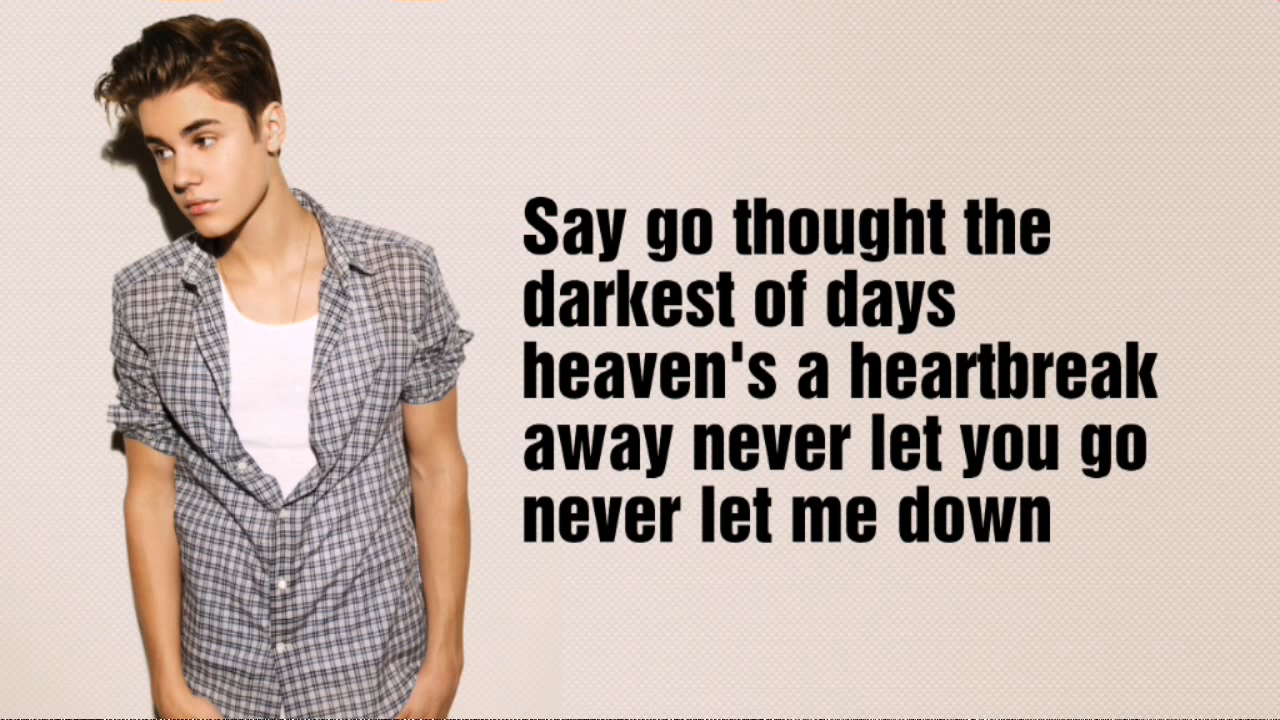 Say go thought the
darkest of days
heaven's a heartbreak
away never let you go
never let me down